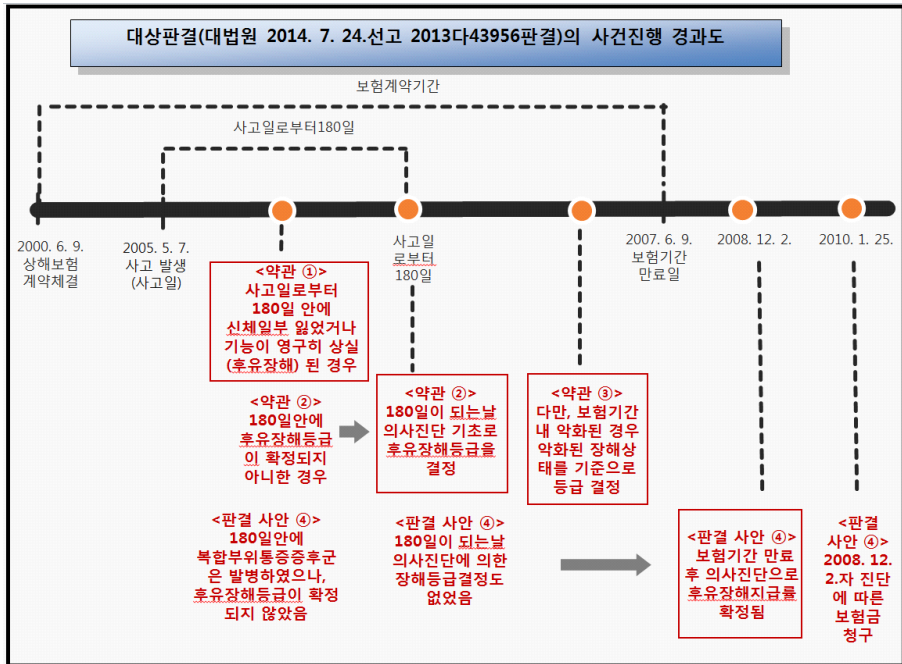 대상판결(대법원 2014. 7. 24.선고 2013다43956판결)의 사건진행 경과도
보험계약기간
사고일로부터180일
2000. 6. 9.
상해보험
계약체결
2005. 5. 7.
사고 발생
(사고일)
사고일
로부터
180일
2007. 6. 9.
보험기간
만료일
2008. 12. 2.
2010. 1. 25.
<약관 ①>
사고일로부터
180일 안에
신체일부 잃었거나
기능이 영구히 상실
(후유장해) 된 경우
<약관 ②>
180일안에
후유장해등급
이 확정되지
아니한 경우
<약관 ②>
180일이 되는날
의사진단 기초로
후유장해등급을
결정
<약관 ③>
다만, 보험기간
내 악화된 경우
악화된 장해상
태를 기준으로
등급 결정
<판결 사안 ④>
180일안에
복합부위통증증후군
은 발병하였으나,
후유장해등급이 확정
되지 않았음
<판결 사안 ④>
180일이 되는날
의사진단에 의한
장해등급결정도
없었음
<판결 사안 ④>
보험기간 만료
후 의사진단으로
후유장해지급률
확정됨
<판결
사안 ④>
2008. 12.
2.자 진단
에 따른
보험금
청구